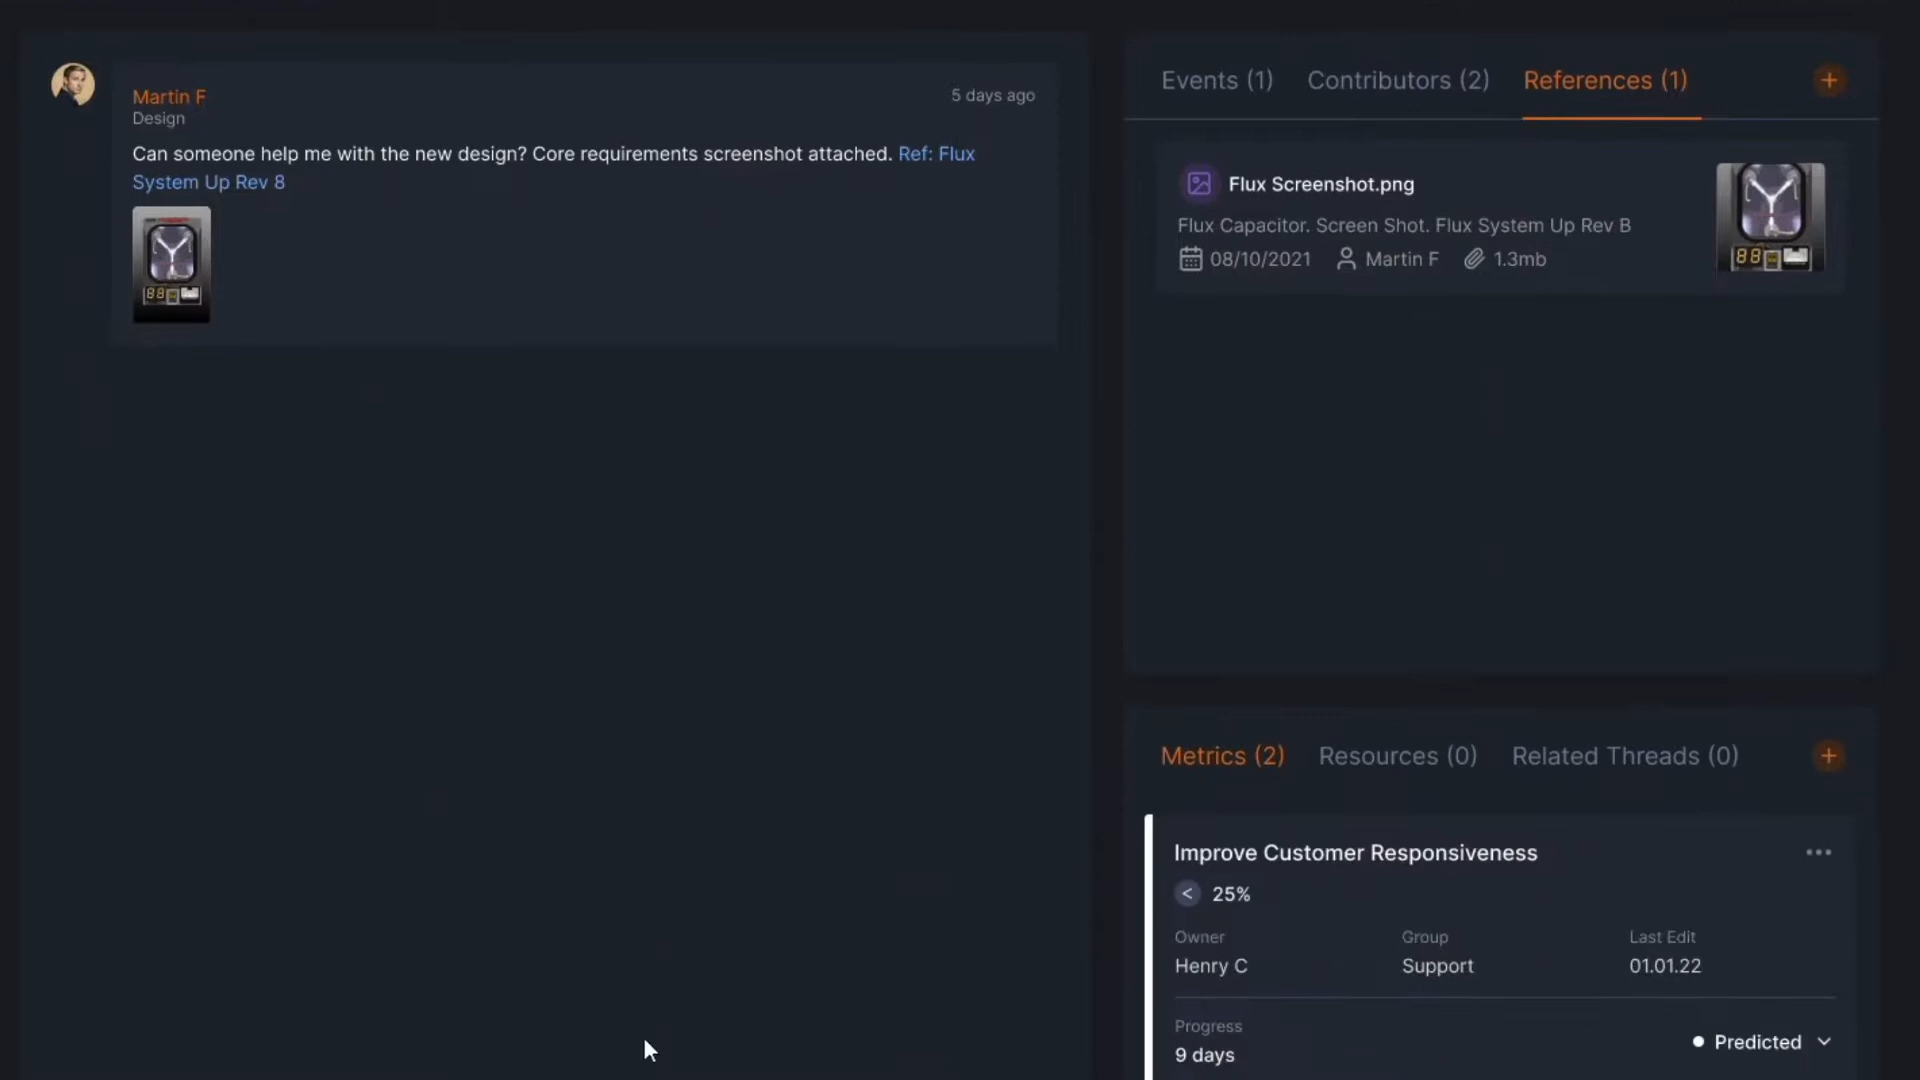 Martin F
5 days ago
Design
Can someone help me with the new design? Core requirements screenshot attached. Ref: Flux
System Up Rev 8
88
Events (1) Contributors (2) References (1) +
Flux Screenshot.png
Flux Capacitor. Screen Shot. Flux System Up Rev B
08/10/2021 Martin F 1.3mb
88
Metrics (2) Resources (0) Related Threads (0) +
Improve Customer Responsiveness
< 25%
Owner Group Last Edit
Henry C Support 01.01.22
Progress
9 days
Predicted